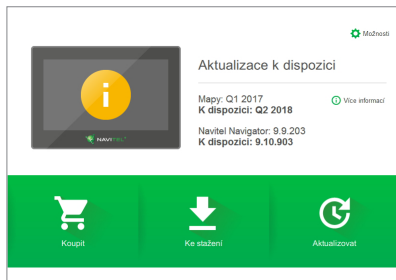 Možnosti
Aktualizace k dispozici
Mapy: Q1 2017
K dispozici: Q2 2018
Více informací
Navitel Navigator: 9.9.203
K dispozici: 9.10.903
NAVITEL
Koupit
Ke stažení
Aktualizovat